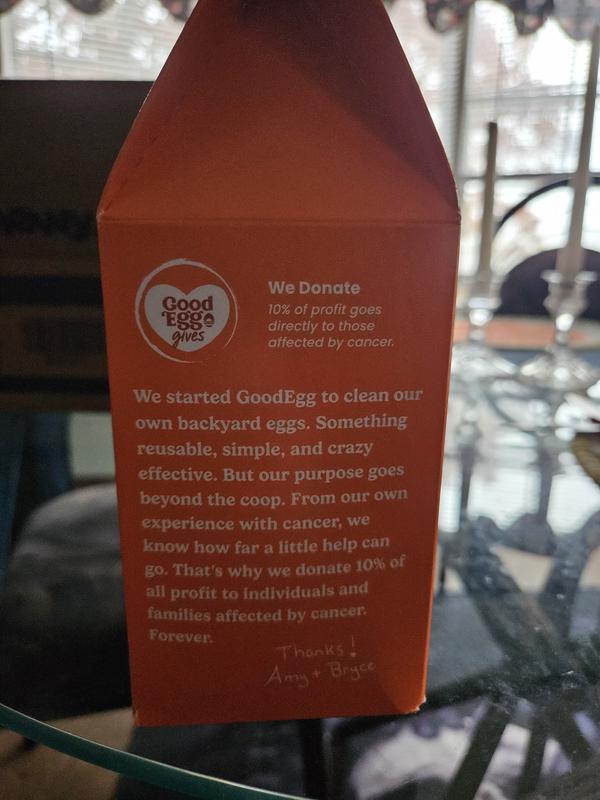 Good
Egg
gives
We Donate
10% of profit goes
directly to those
affected by cancer.
We started GoodEgg to clean our
own backyard eggs. Something
reusable, simple, and crazy
effective. But our purpose goes
beyond the coop. From our own
experience with cancer, we
know how far a little help can
go. That's why we donate 10% of
all profit to individuals and
families affected by cancer.
Forever.
Thanks!
Amy + Bryce